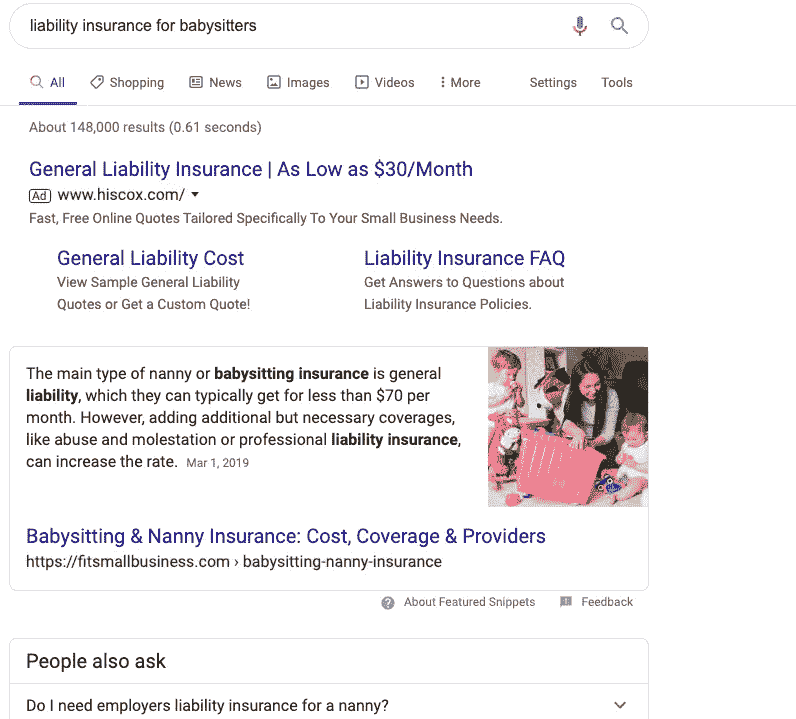 liability insurance for babysitters
All Shopping News Images Videos More Settings Tools
About 148,000 results (0.61 seconds)
General Liability Insurance | As Low as $30/Month
Ad www.hiscox.com/
Fast, Free Online Quotes Tailored Specifically To Your Small Business Needs.
General Liability Cost
View Sample General Liability
Quotes or Get a Custom Quote!
Liability Insurance FAQ
Get Answers to Questions about
Liability Insurance Policies.
The main type of nanny or babysitting insurance is general
liability, which they can typically get for less than $70 per
month. However, adding additional but necessary coverages,
like abuse and molestation or professional liability insurance,
can increase the rate. Mar 1, 2019
Babysitting & Nanny Insurance: Cost, Coverage & Providers
https://fitsmallbusiness.com › babysitting-nanny-insurance
About Featured Snippets Feedback
People also ask
Do I need employers liability insurance for a nanny?